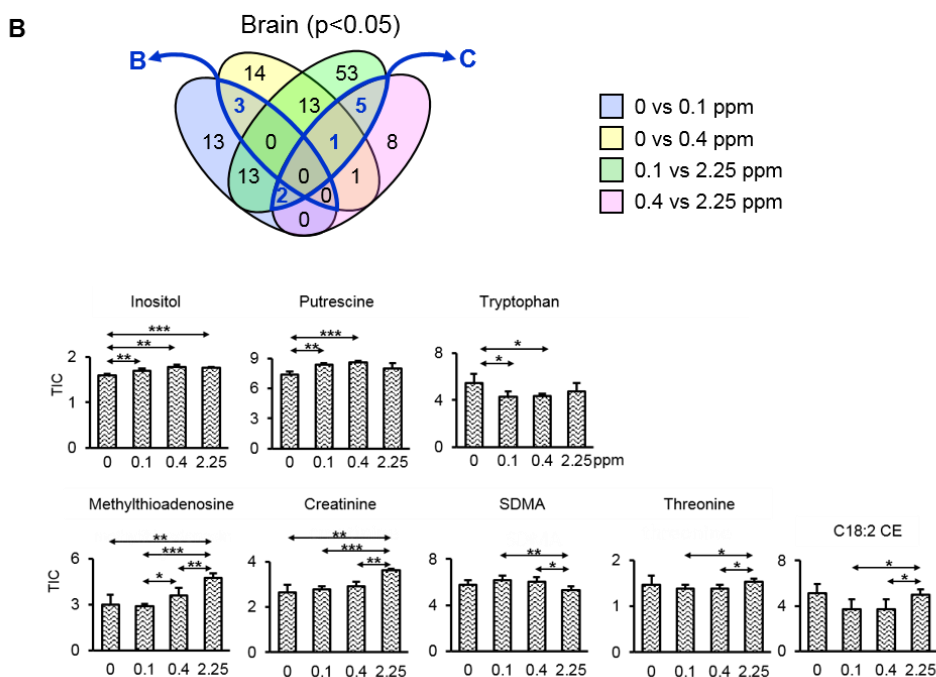 B
Brain (p<0.05)
B
C
14
53
3
13
5
13
0
1
8
13
0
1
2
0
0
0 vs 0.1 ppm
0 vs 0.4 ppm
0.1 vs 2.25 ppm
0.4 vs 2.25 ppm
Inositol
Putrescine
Tryptophan
***
**
**
***
**
*
*
TIC
2
1
0
9
6
3
0
8
4
0
0 0.1 0.4 2.25
0 0.1 0.4 2.25
0 0.1 0.4 2.25ppm
Methylthioadenosine
Creatinine
SDMA
Threonine
C18:2 CE
**
***
**
*
**
***
**
**
*
*
*
*
*
TIC
6
3
0
4
2
0
8
4
0
2
1
0
8
4
0
0 0.1 0.4 2.25
0 0.1 0.4 2.25
0 0.1 0.4 2.25
0 0.1 0.4 2.25
0 0.1 0.4 2.25